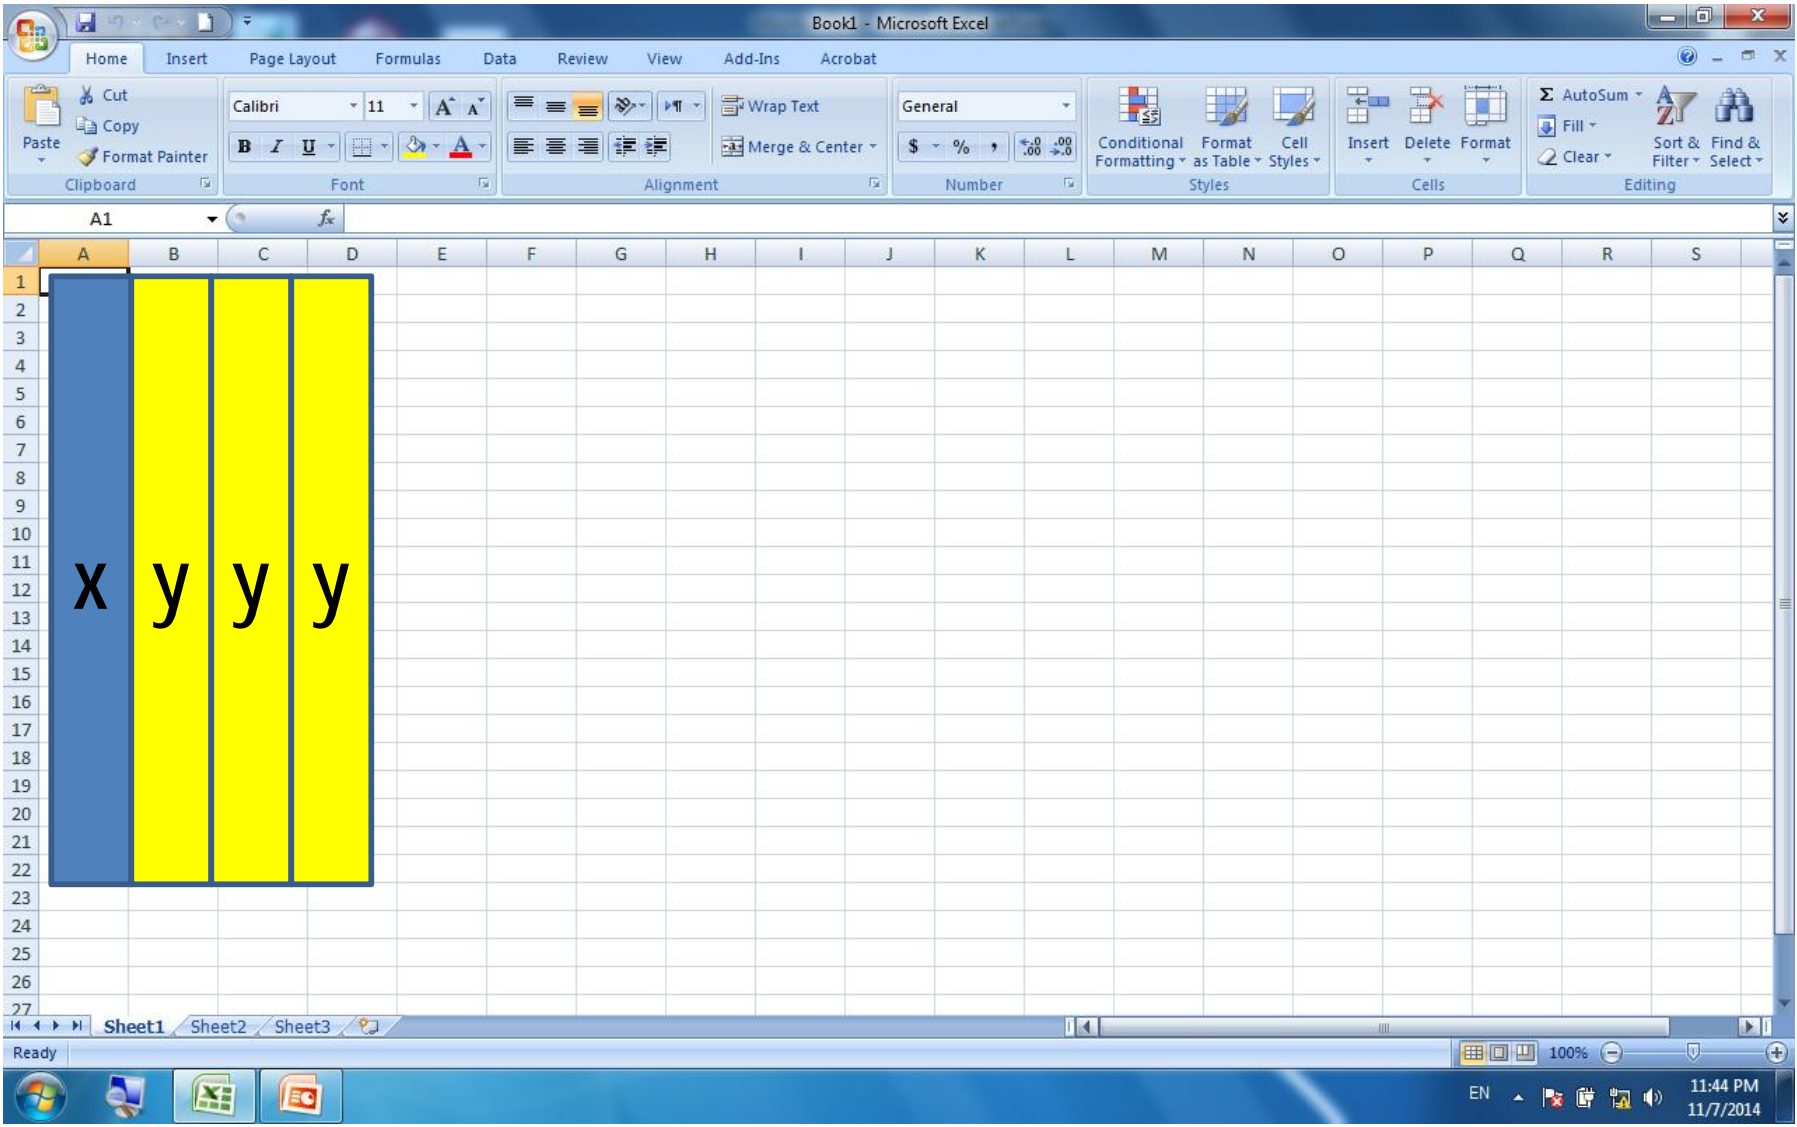 Book1 - Microsoft Excel
Home Insert Page Layout Formulas Data Review View Add-Ins Acrobat
Paste
Cut
Copy
Format Painter
Clipboard
Calibri 11
B I U
Font
Wrap Text
Merge & Center
Alignment
General
$ % ,
Number
Conditional Formatting
Format as Table
Cell Styles
Styles
Insert Delete Format
Cells
Σ AutoSum
Fill
Clear
Sort & Filter
Find & Select
Editing
A1 fx
A B C D E F G H I J K L M N O P Q R S
1
2
3
4
5
6
7
8
9
10
11
12
13
14
15
16
17
18
19
20
21
22
23
24
25
26
27
x y y y
Sheet1 Sheet2 Sheet3
Ready 100%
EN 11:44 PM
11/7/2014